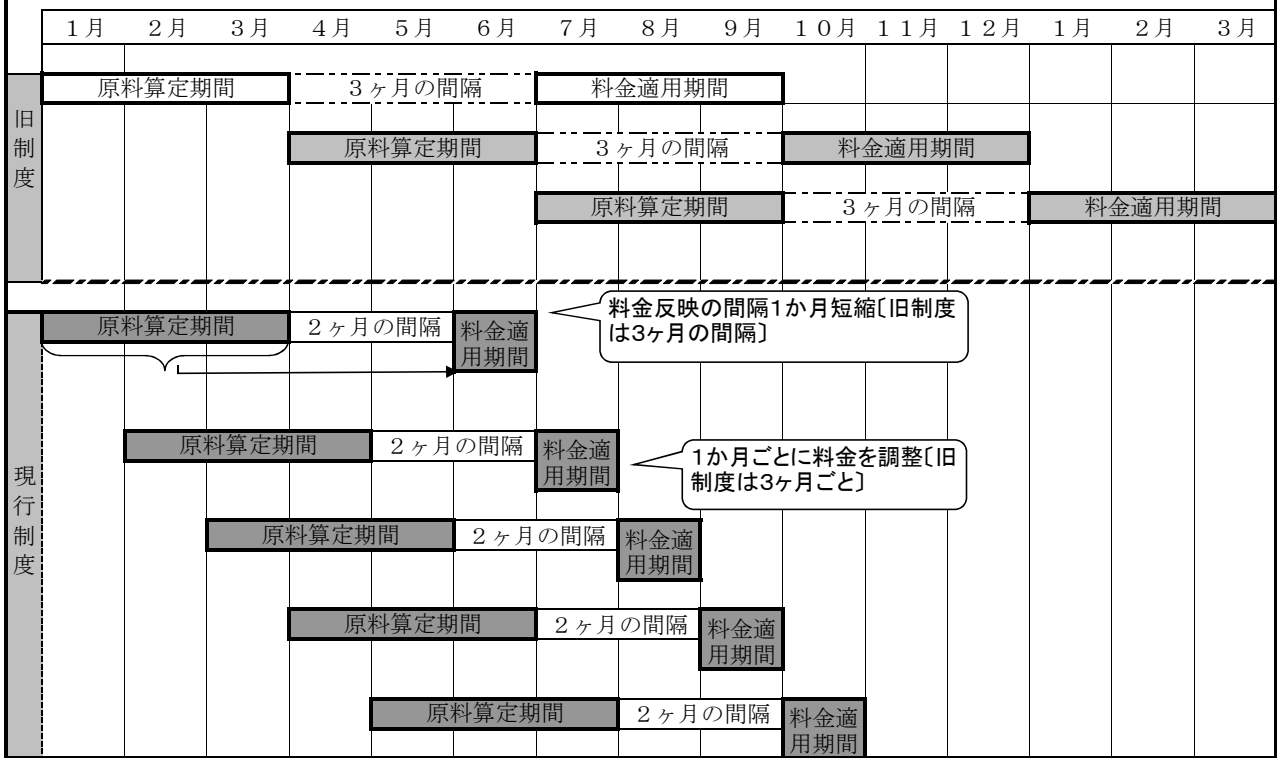 1月 2月 3月 4月 5月 6月 7月 8月 9月 10月 11月 12月 1月 2月 3月
旧制度
原料算定期間 3ヶ月の間隔 料金適用期間
原料算定期間 3ヶ月の間隔 料金適用期間
原料算定期間 3ヶ月の間隔 料金適用期間
現行制度
原料算定期間 2ヶ月の間隔 料金適
用期間
料金反映の間隔1か月短縮〔旧制度
は3ヶ月の間隔〕
原料算定期間 2ヶ月の間隔 料金適
用期間
1か月ごとに料金を調整〔旧
制度は3ヶ月ごと〕
原料算定期間 2ヶ月の間隔 料金適
用期間
原料算定期間 2ヶ月の間隔 料金適
用期間
原料算定期間 2ヶ月の間隔 料金適
用期間